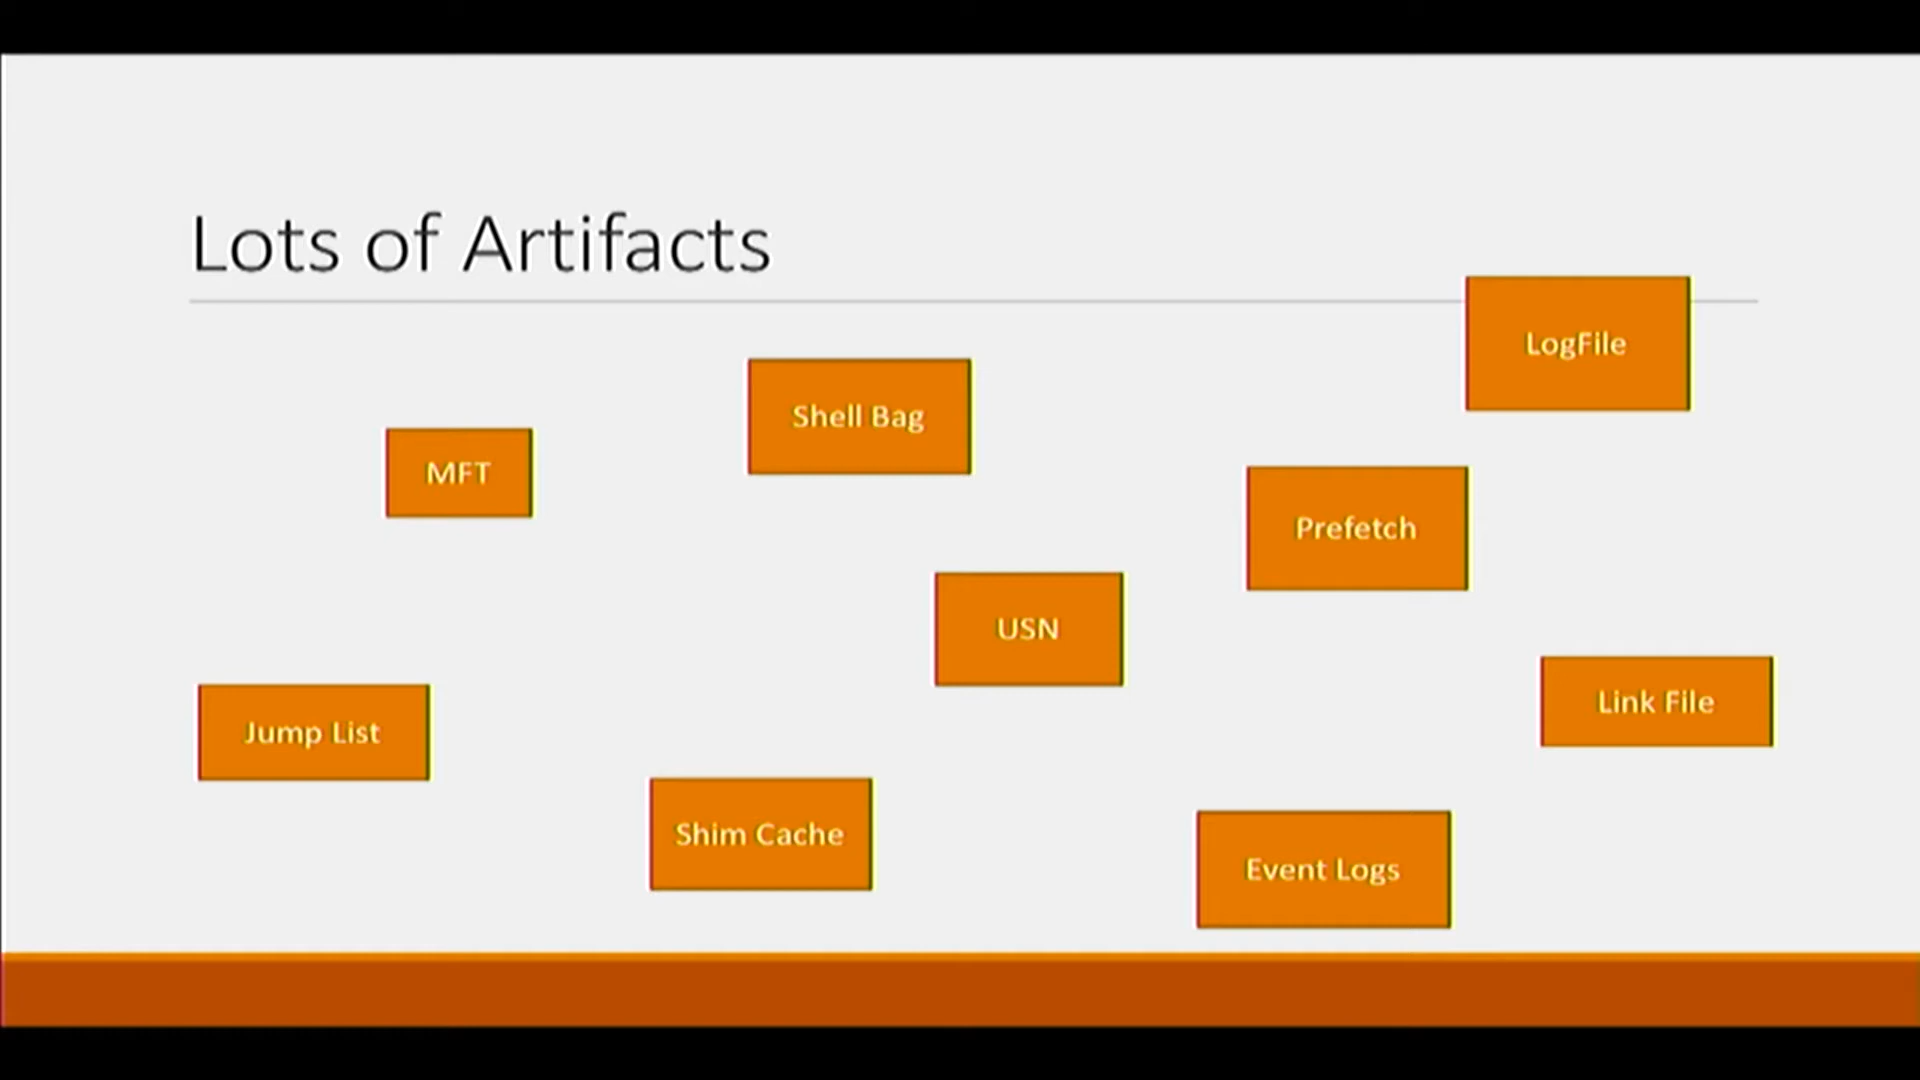 Lots of Artifacts
LogFile
Shell Bag
MFT
Prefetch
USN
Link File
Jump List
Shim Cache
Event Logs